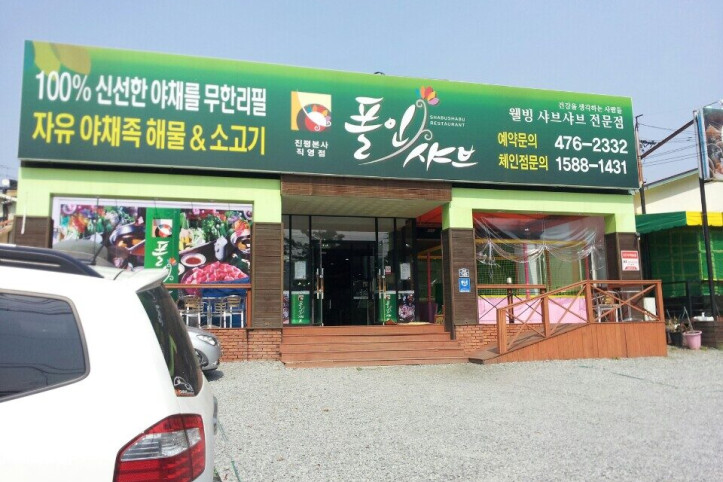 100% 신선한 야채를 무한리필
자유 야채족 해물 & 소고기
진평본사
직영점
폴인샤브
SHABUSHABU
RESTAURANT
건강을 생각하는 사람들
웰빙 샤브샤브 전문점
예약문의 476-2332
체인점문의 1588-1431
폴인